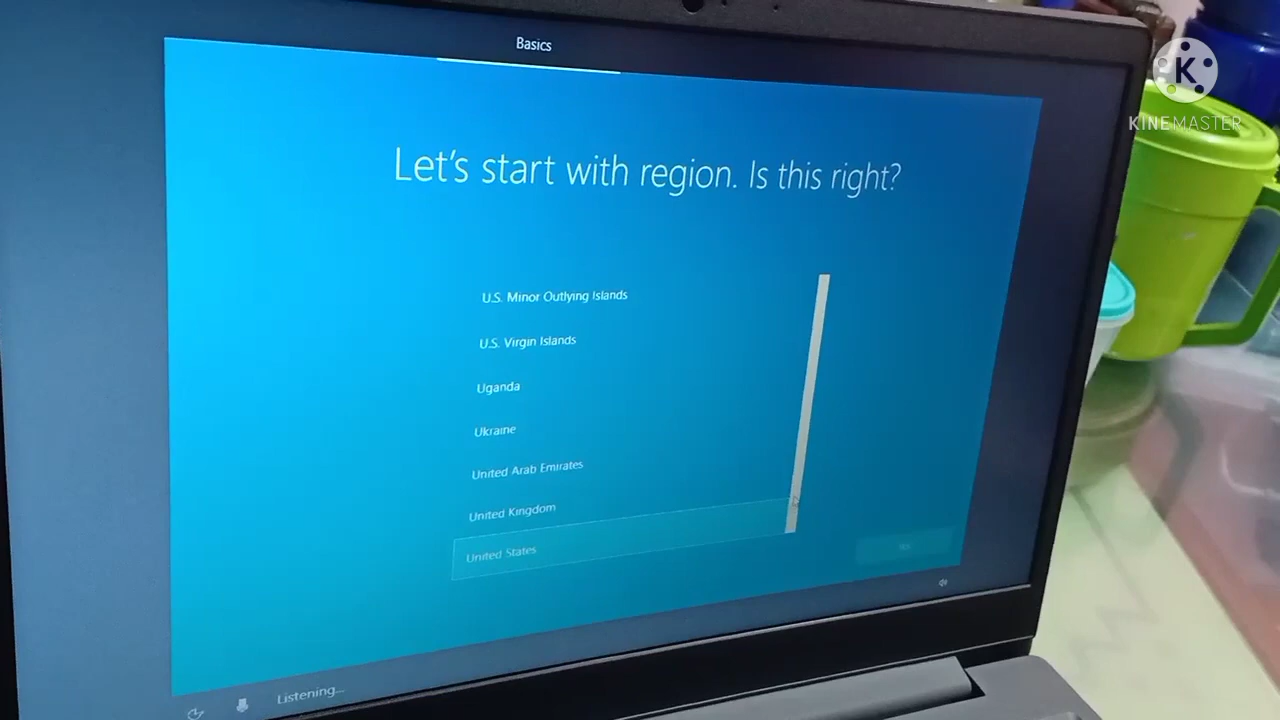 Basics
K
KINEMASTER
Let's start with region. Is this right?
U.S. Minor Outlying Islands
U.S. Virgin Islands
Uganda
Ukraine
United Arab Emirates
United Kingdom
United States
Yes
Listening...